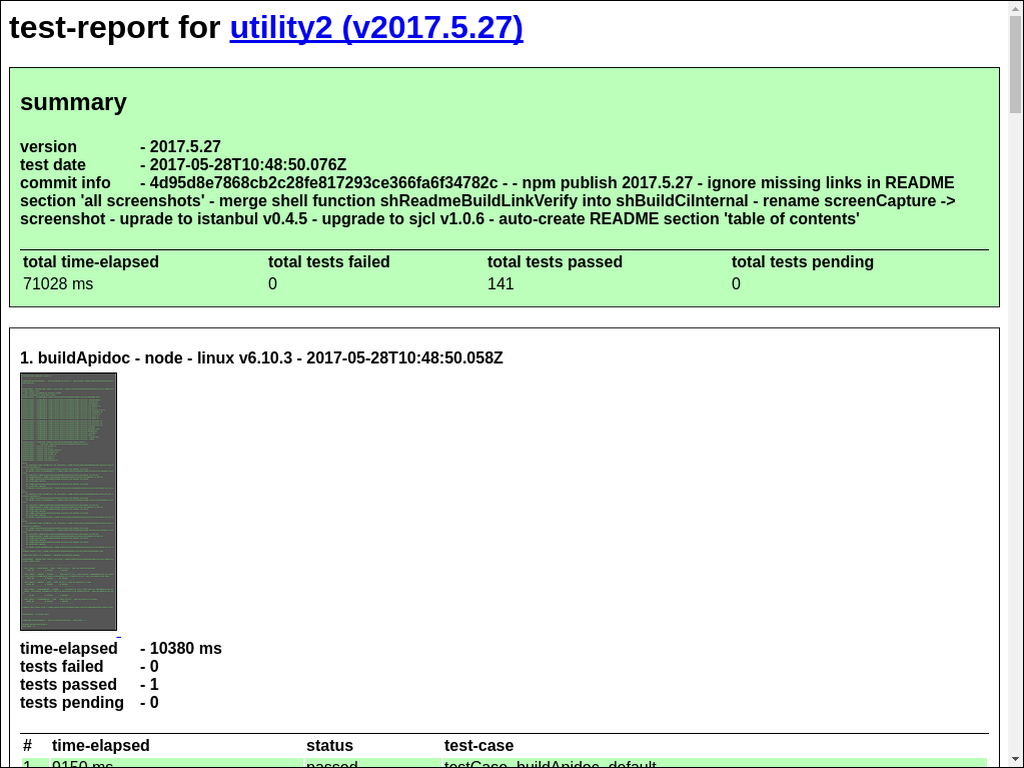 test-report for utility2 (v2017.5.27)
summary
version - 2017.5.27
test date - 2017-05-28T10:48:50.076Z
commit info - 4d95d8e7868cb2c28fe817293ce366fa6f34782c - - npm publish 2017.5.27 - ignore missing links in README
section 'all screenshots' - merge shell function shReadmeBuildLinkVerify into shBuildCiInternal - rename screenCapture ->
screenshot - uprade to istanbul v0.4.5 - upgrade to sjcl v1.0.6 - auto-create README section 'table of contents'
total time-elapsed total tests failed total tests passed total tests pending
71028 ms 0 141 0
1. buildApidoc - node - linux v6.10.3 - 2017-05-28T10:48:50.058Z
time-elapsed - 10380 ms
tests failed - 0
tests passed - 1
tests pending - 0
# time-elapsed status test-case
1 9150 ms passed testCase_buildApidoc_default